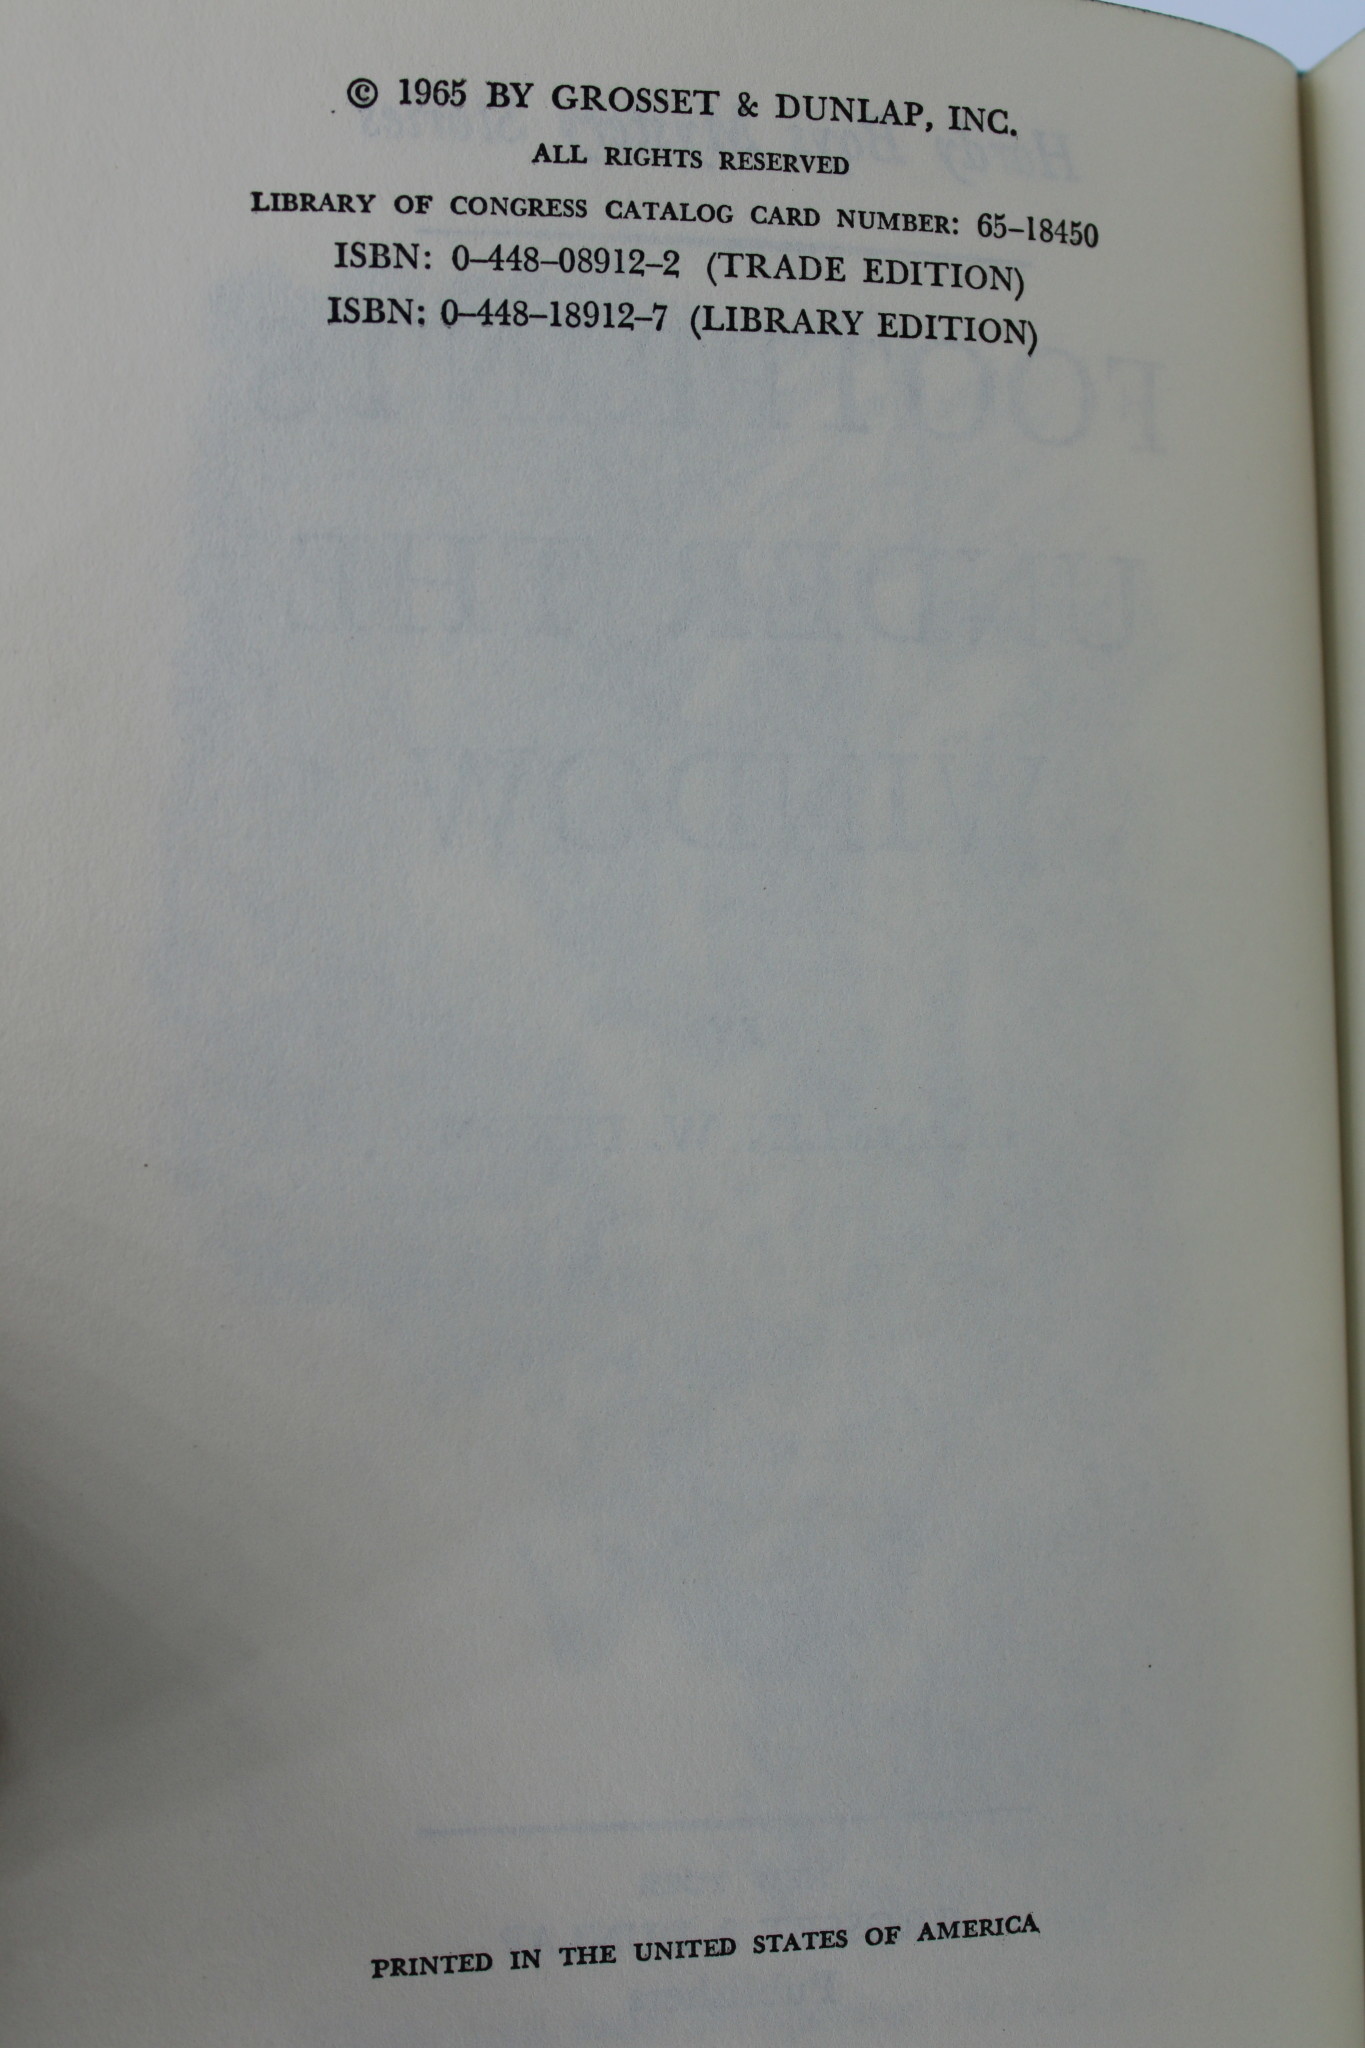 © 1965 BY GROSSET & DUNLAP, INC.
ALL RIGHTS RESERVED
LIBRARY OF CONGRESS CATALOG CARD NUMBER: 65–18450
ISBN: 0–448–08912–2 (TRADE EDITION)
ISBN: 0–448–18912–7 (LIBRARY EDITION)
PRINTED IN THE UNITED STATES OF AMERICA